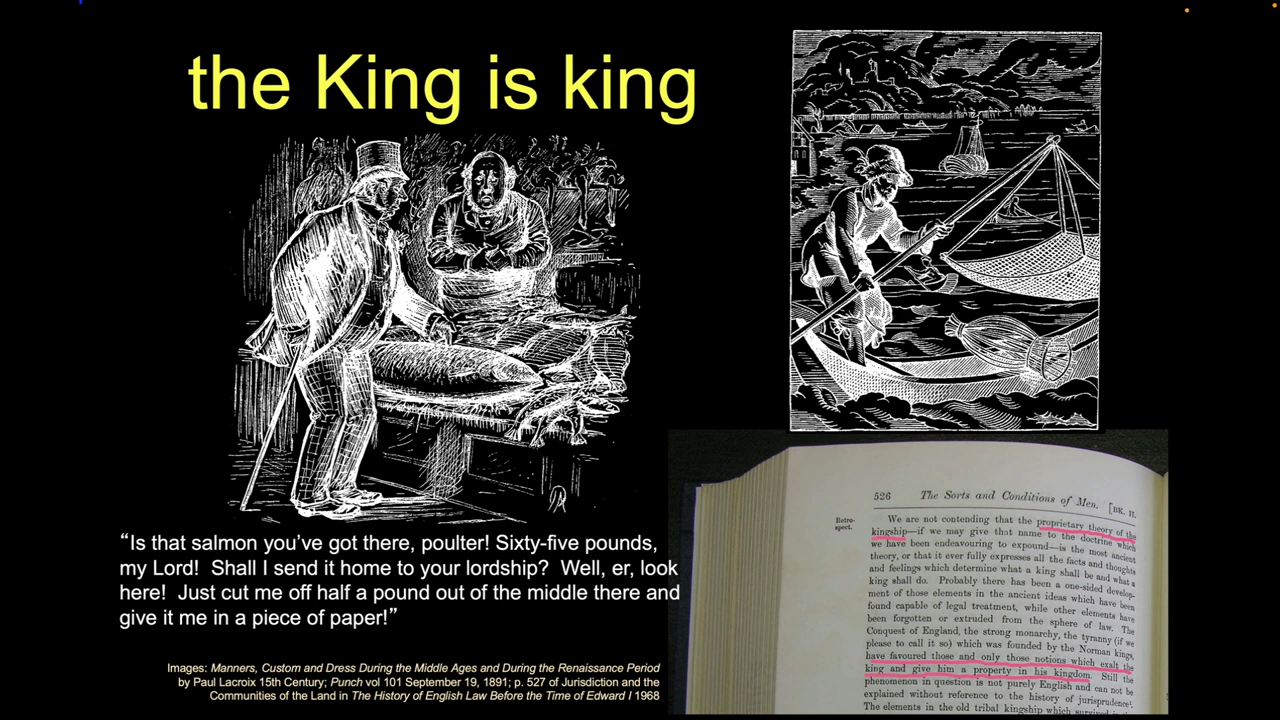 the King is king
“Is that salmon you’ve got there, poulter! Sixty-five pounds,
my Lord!  Shall I send it home to your lordship?  Well, er, look
here!  Just cut me off half a pound out of the middle there and
give it me in a piece of paper!”
Images: Manners, Custom and Dress During the Middle Ages and During the Renaissance Period
by Paul Lacroix 15th Century; Punch vol 101 September 19, 1891; p. 527 of Jurisdiction and the
Communities of the Land in The History of English Law Before the Time of Edward I 1968
526 The Sorts and Conditions of Men. [BK. II.
Retro-
spect.
We are not contending that the proprietary theory of the
kingship—if we may give that name to the doctrine which
we have been endeavouring to expound—is the most ancient
theory, or that it ever fully expresses all the facts and thoughts
and feelings which determine what a king shall be and what a
king shall do. Probably there has been a one-sided develop-
ment of those elements in the ancient ideas which have been
found capable of legal treatment, while other elements have
been forgotten or extruded from the sphere of law. The
Conquest of England, the strong monarchy, the tyranny (if we
please to call it so) which was founded by the Norman kings,
have favoured those and only those notions which exalt the
king and give him a property in his kingdom. Still the
phenomenon in question is not purely English and can not be
explained without reference to the history of jurisprudence¹.
The elements in the old tribal kingship which survived